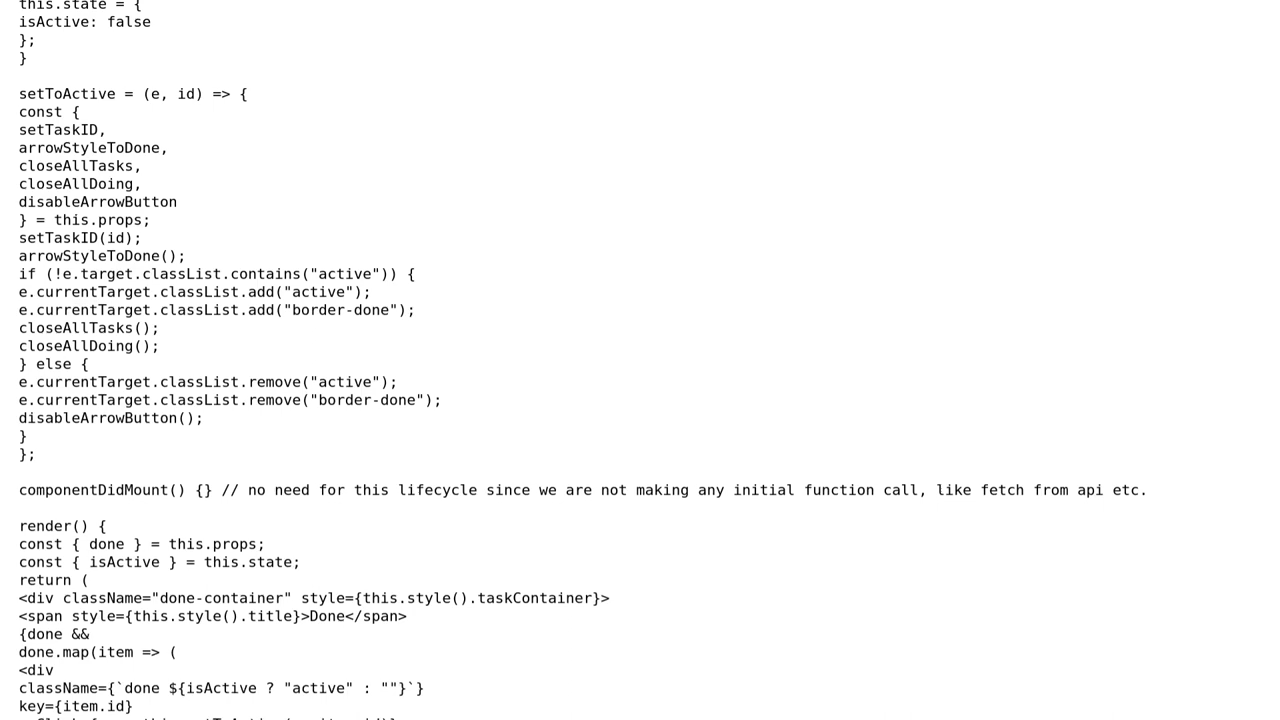 this.state = {
isActive: false
};
}

setToActive = (e, id) => {
const {
setTaskID,
arrowStyleToDone,
closeAllTasks,
closeAllDoing,
disableArrowButton
} = this.props;
setTaskID(id);
arrowStyleToDone();
if (!e.target.classList.contains("active")) {
e.currentTarget.classList.add("active");
e.currentTarget.classList.add("border-done");
closeAllTasks();
closeAllDoing();
} else {
e.currentTarget.classList.remove("active");
e.currentTarget.classList.remove("border-done");
disableArrowButton();
}
};

componentDidMount() {} // no need for this lifecycle since we are not making any initial function call, like fetch from api etc.

render() {
const { done } = this.props;
const { isActive } = this.state;
return (
<div className="done-container" style={this.style().taskContainer}>
<span style={this.style().title}>Done</span>
{done &&
done.map(item => (
<div
className={`done ${isActive ? "active" : ""}`}
key={item.id}